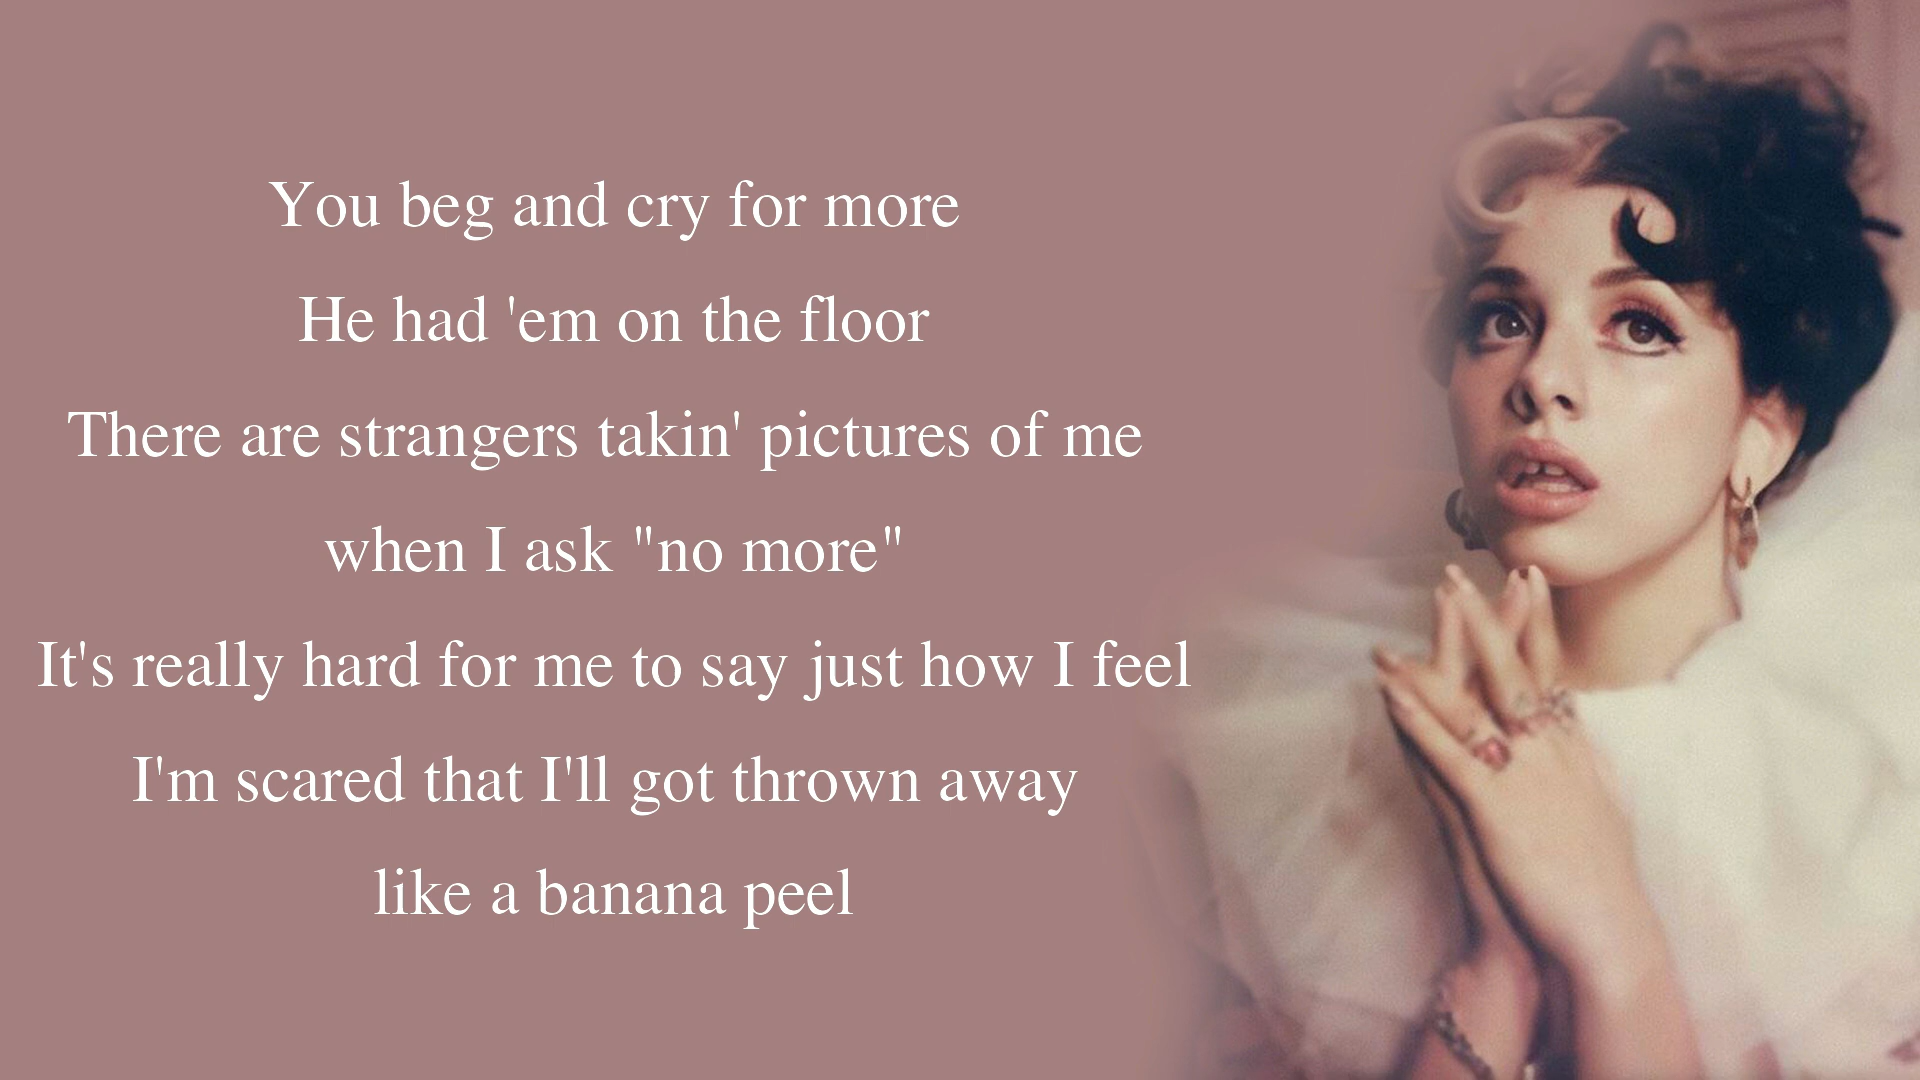 You beg and cry for more
He had 'em on the floor
There are strangers takin' pictures of me
when I ask "no more"
It's really hard for me to say just how I feel
I'm scared that I'll got thrown away
like a banana peel